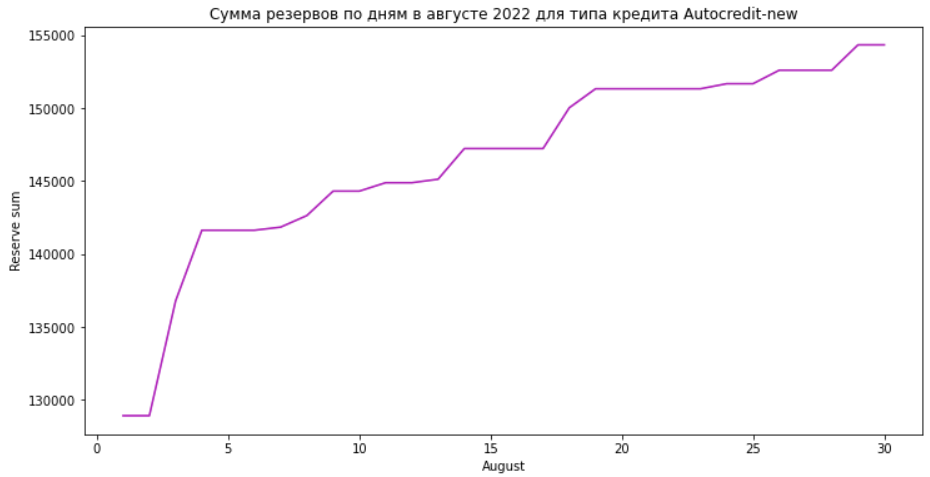 Сумма резервов по дням в августе 2022 для типа кредита Autocredit-new
155000
150000
145000
140000
135000
130000
Reserve sum
0 5 10 15 20 25 30
August